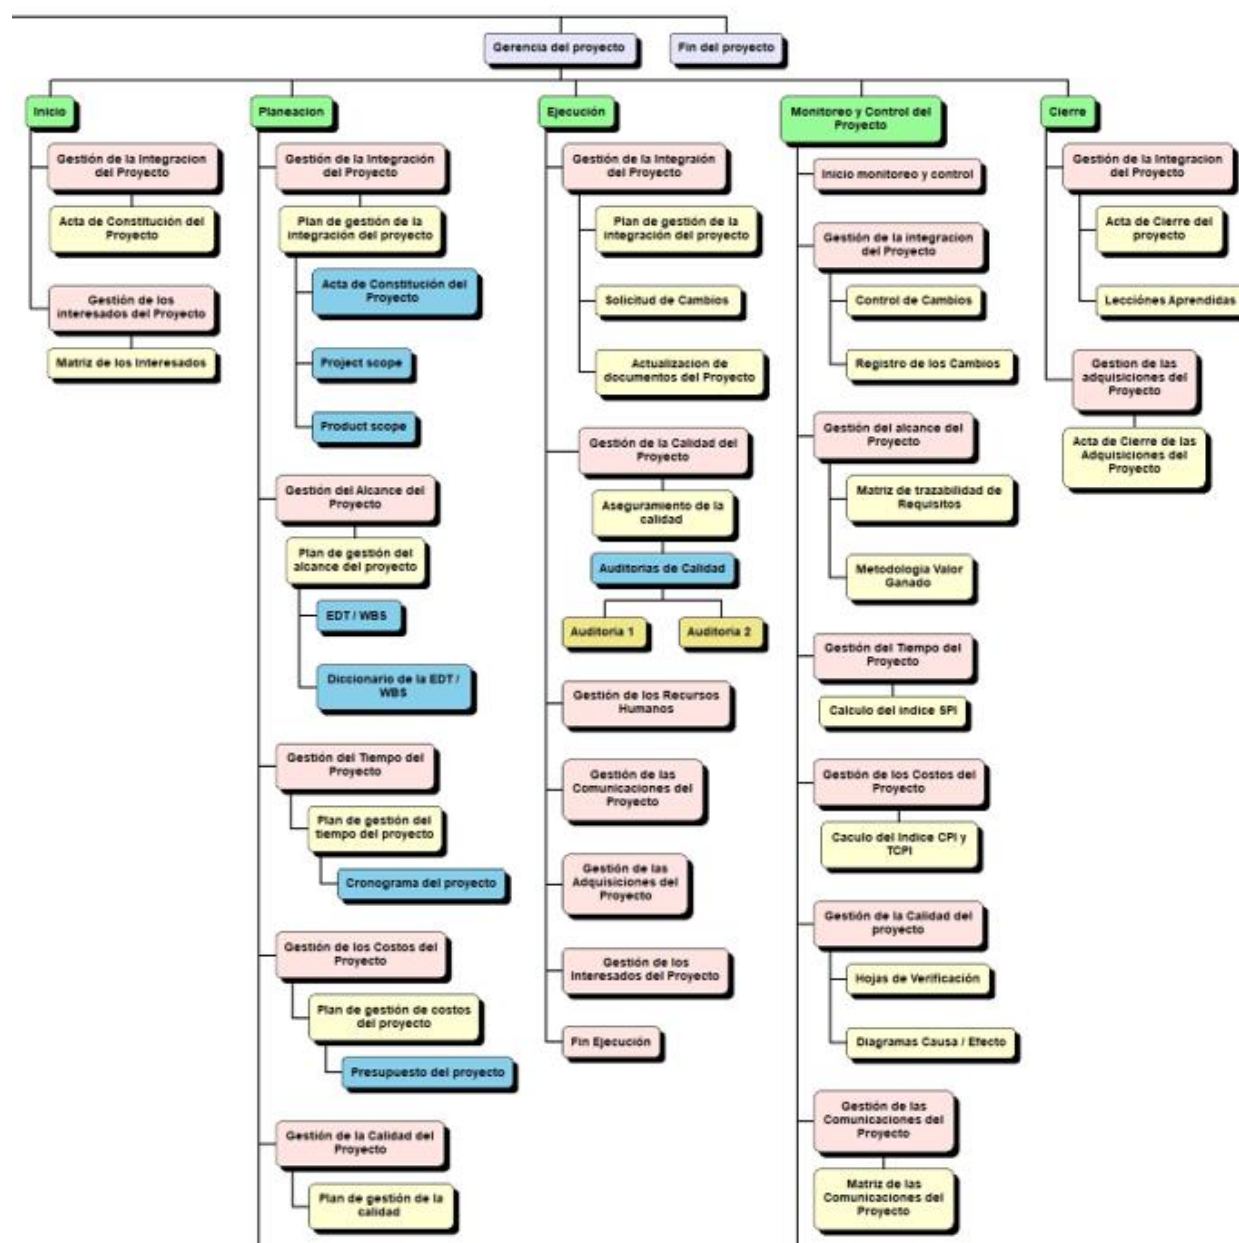 Gerencia del proyecto
Fin del proyecto
Inicio
Gestión de la Integracion
del Proyecto
Acta de Constitución del
Proyecto
Gestión de los
interesados del Proyecto
Matriz de los Interesados
Planeacion
Gestión de la Integración
del Proyecto
Plan de gestión de la
integración del proyecto
Acta de Constitución del
Proyecto
Project scope
Product scope
Gestión del Alcance del
Proyecto
Plan de gestión del
alcance del proyecto
EDT / WBS
Diccionario de la EDT /
WBS
Gestión del Tiempo del
Proyecto
Plan de gestión del
tiempo del proyecto
Cronograma del proyecto
Gestión de los Costos del
Proyecto
Plan de gestión de costos
del proyecto
Presupuesto del proyecto
Gestión de la Calidad del
Proyecto
Plan de gestión de la
calidad
Ejecución
Gestión de la Integraión
del Proyecto
Plan de gestión de la
integración del proyecto
Solicitud de Cambios
Actualizacion de
documentos del Proyecto
Gestión de la Calidad del
Proyecto
Aseguramiento de la
calidad
Auditorias de Calidad
Auditoria 1
Auditoria 2
Gestión de los Recursos
Humanos
Gestión de las
Comunicaciones del
Proyecto
Gestión de las
Adquisiciones del
Proyecto
Gestión de los
Interesados del Proyecto
Fin Ejecución
Monitoreo y Control del
Proyecto
Inicio monitoreo y control
Gestión de la integracion
del Proyecto
Control de Cambios
Registro de los Cambios
Gestión del alcance del
Proyecto
Matriz de trazabilidad de
Requisitos
Metodologia Valor
Ganado
Gestión del Tiempo del
Proyecto
Calculo del indice SPI
Gestión de los Costos del
Proyecto
Caculo del Indice CPI y
TCPI
Gestión de la Calidad del
proyecto
Hojas de Verificación
Diagramas Causa / Efecto
Gestión de las
Comunicaciones del
Proyecto
Matriz de las
Comunicaciones del
Proyecto
Cierre
Gestión de la Integracion
del Proyecto
Acta de Cierre del
proyecto
Lecciónes Aprendidas
Gestion de las
adquisiciones del
Proyecto
Acta de Cierre de las
Adquisiciones del
Proyecto